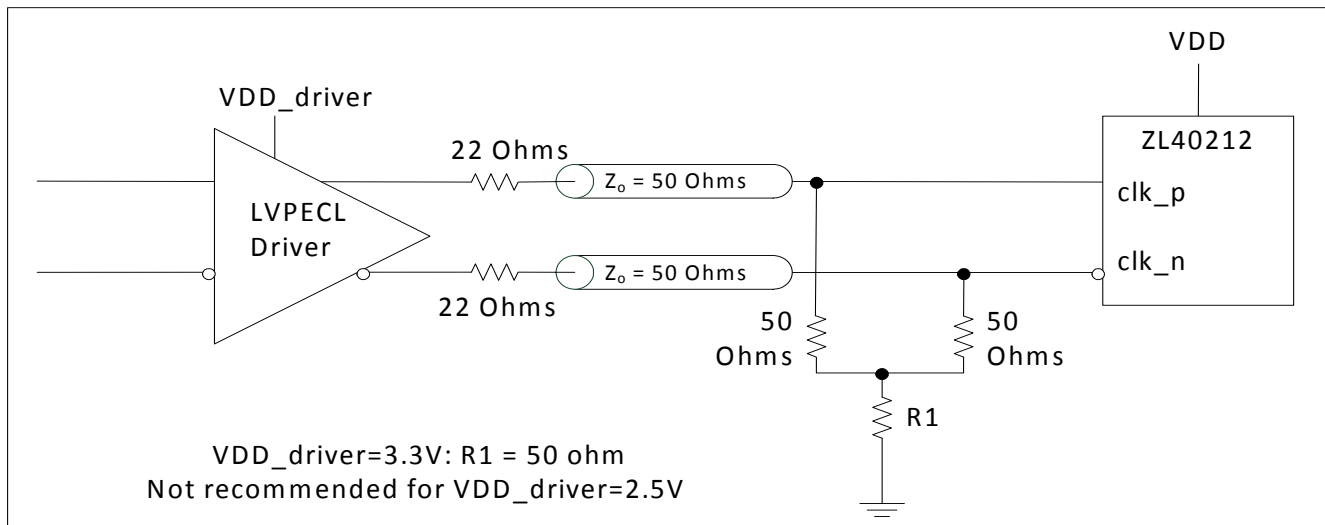 VDD
VDD_driver
ZL40212
22 Ohms
Zₒ = 50 Ohms
clk_p
LVPECL
Driver
Zₒ = 50 Ohms
clk_n
22 Ohms
50
Ohms
50
Ohms
R1
VDD_driver=3.3V: R1 = 50 ohm
Not recommended for VDD_driver=2.5V